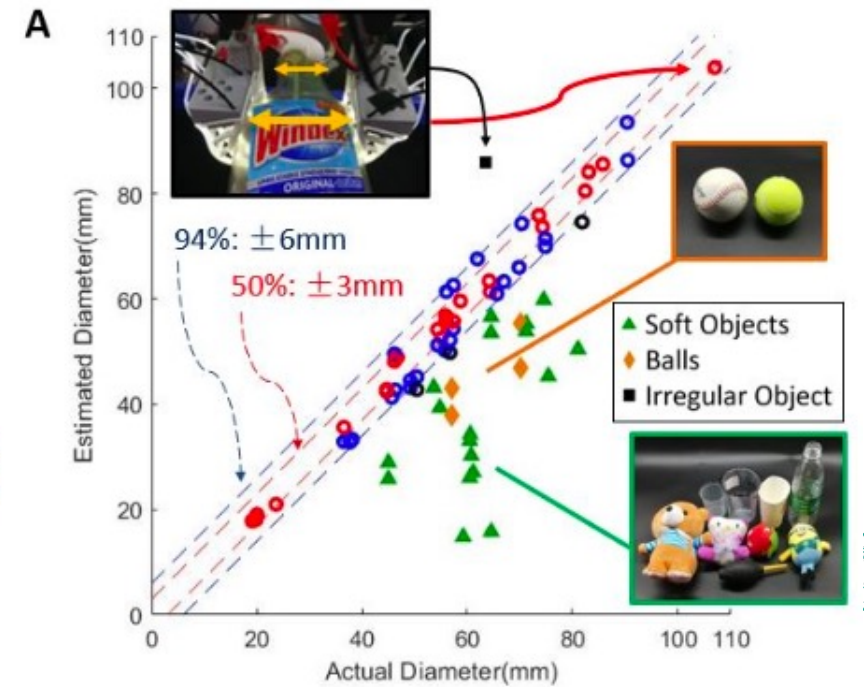 A
110
100
80
60
40
20
0
Estimated Diameter(mm)
Windex
ORIGINAL
94%: ±6mm
50%: ±3mm
Soft Objects
Balls
Irregular Object
0 20 40 60 80 100 110
Actual Diameter(mm)